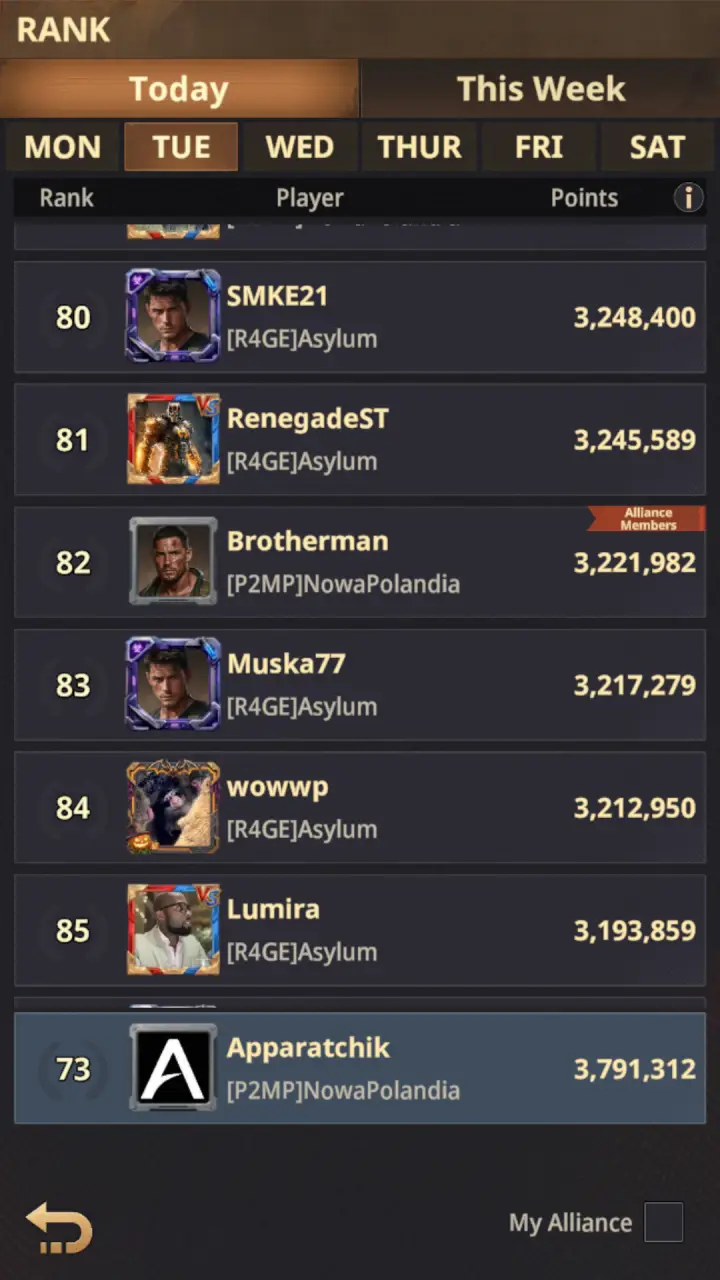 RANK
Today
This Week
MON
TUE
WED
THUR
FRI
SAT
Rank
Player
Points
80
SMKE21
[R4GE]Asylum
3,248,400
81
RenegadeST
[R4GE]Asylum
3,245,589
82
Brotherman
[P2MP]NowaPolandia
Alliance
Members
3,221,982
83
Muska77
[R4GE]Asylum
3,217,279
84
wowwp
[R4GE]Asylum
3,212,950
85
Lumira
[R4GE]Asylum
3,193,859
73
Apparatchik
[P2MP]NowaPolandia
3,791,312
My Alliance